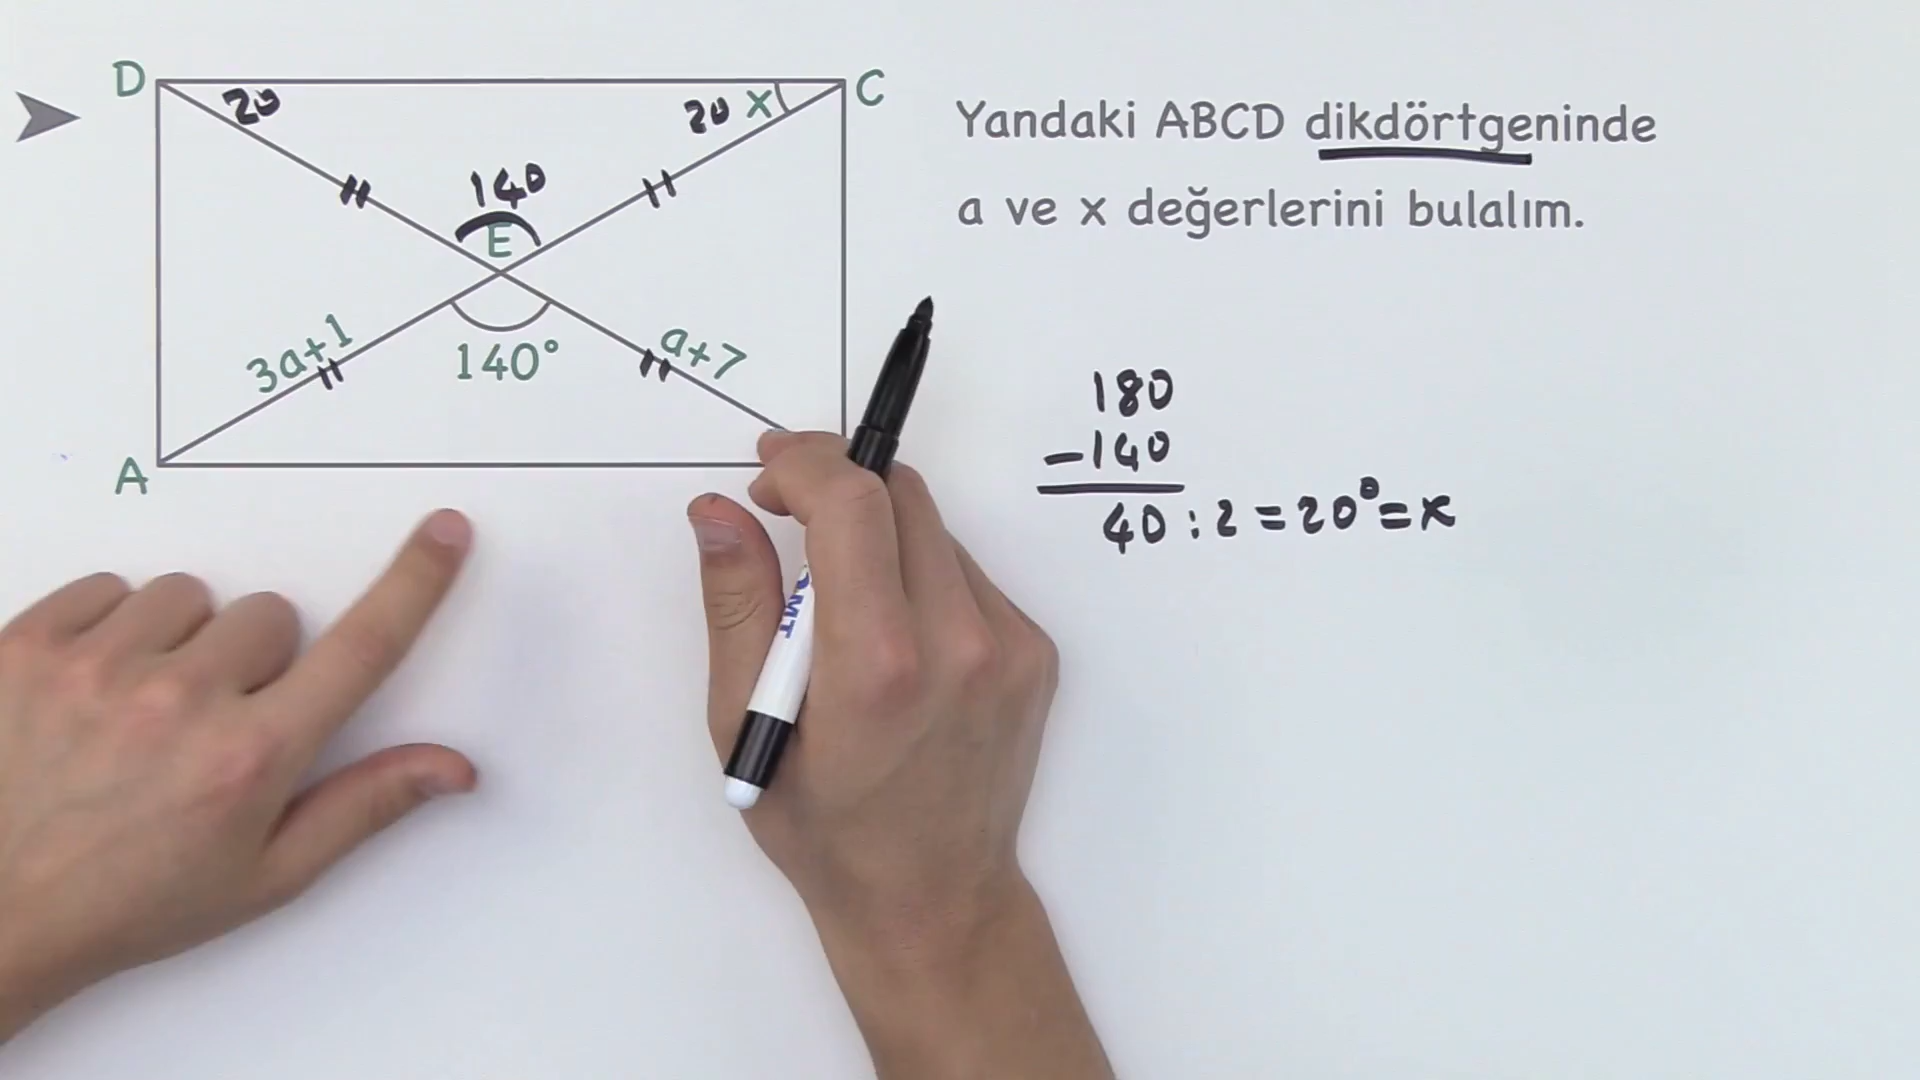 D
20
20 x
C
Yandaki ABCD dikdörtgeninde
a ve x değerlerini bulalım.
140
E
3a+1
140°
a+7
A
180
-140
40:2=20°=x